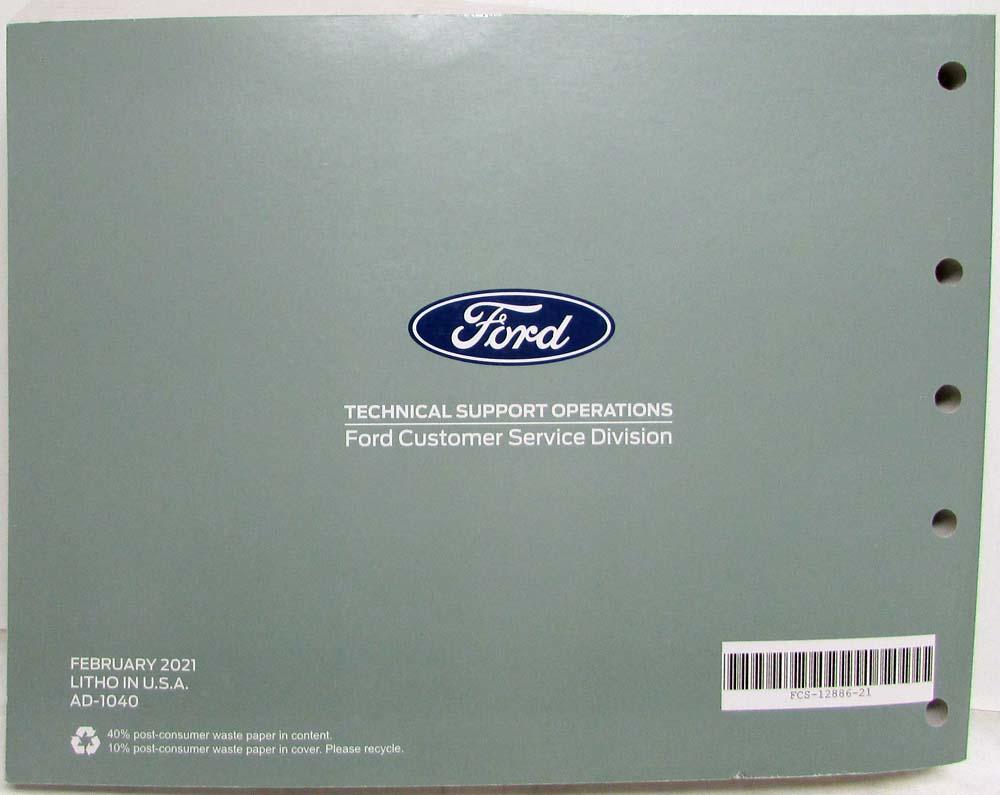 Ford
TECHNICAL SUPPORT OPERATIONS
Ford Customer Service Division
FEBRUARY 2021
LITHO IN U.S.A.
AD-1040
40% post-consumer waste paper in content.
10% post-consumer waste paper in cover. Please recycle.
FCS-12886-21